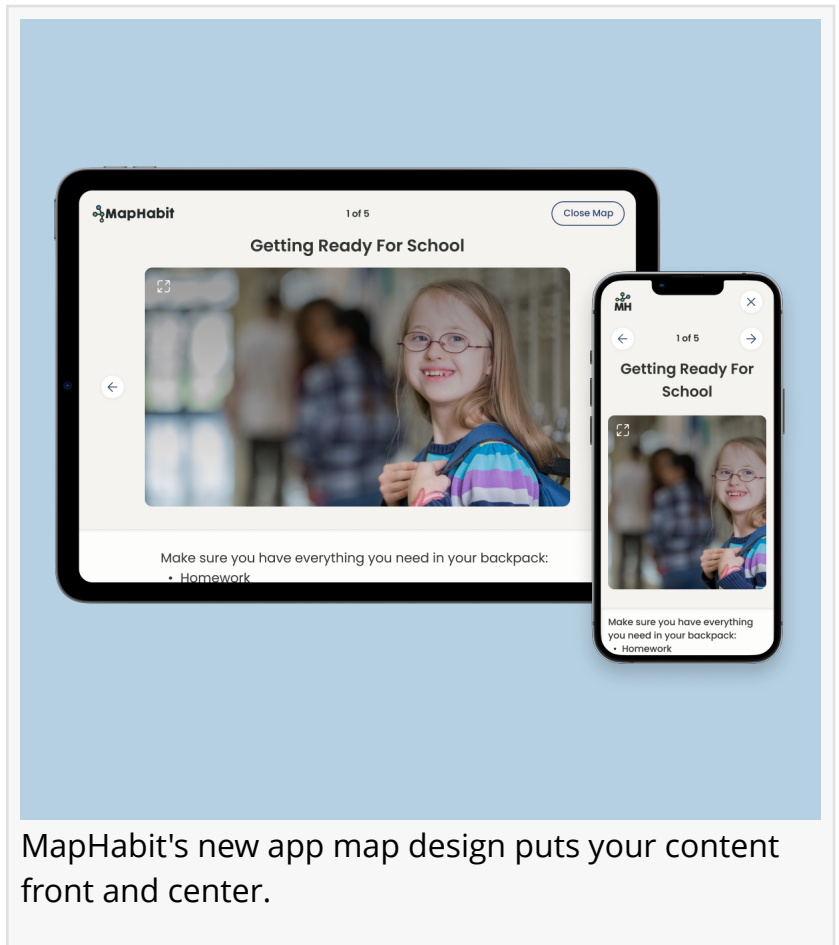 MapHabit
1 of 5
Close Map
Getting Ready For School
Make sure you have everything you need in your backpack:
• Homework
MH
1 of 5
Getting Ready For
School
Make sure you have everything
you need in your backpack:
• Homework
MapHabit's new app map design puts your content
front and center.